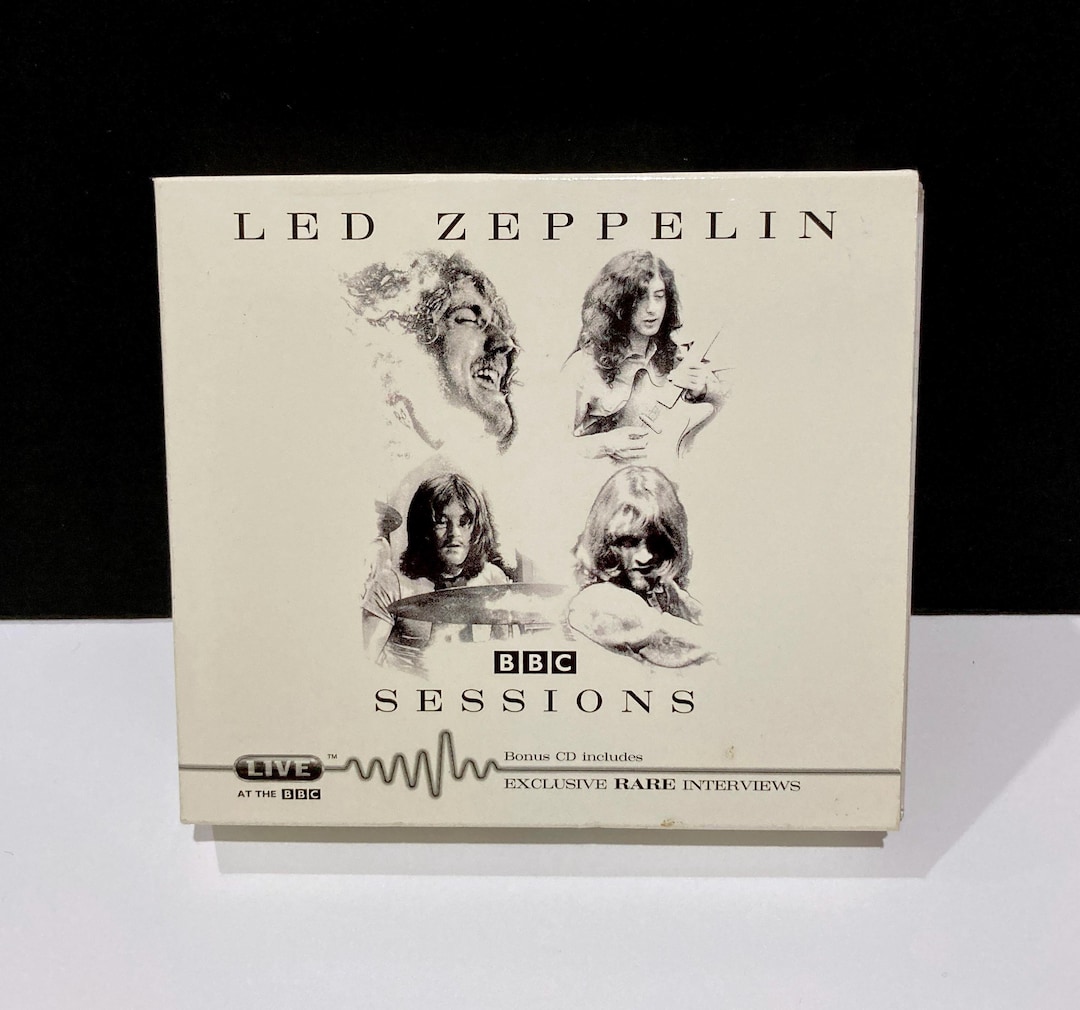 LED ZEPPELIN
BBC
SESSIONS
LIVE™
AT THE BBC
Bonus CD includes
EXCLUSIVE RARE INTERVIEWS